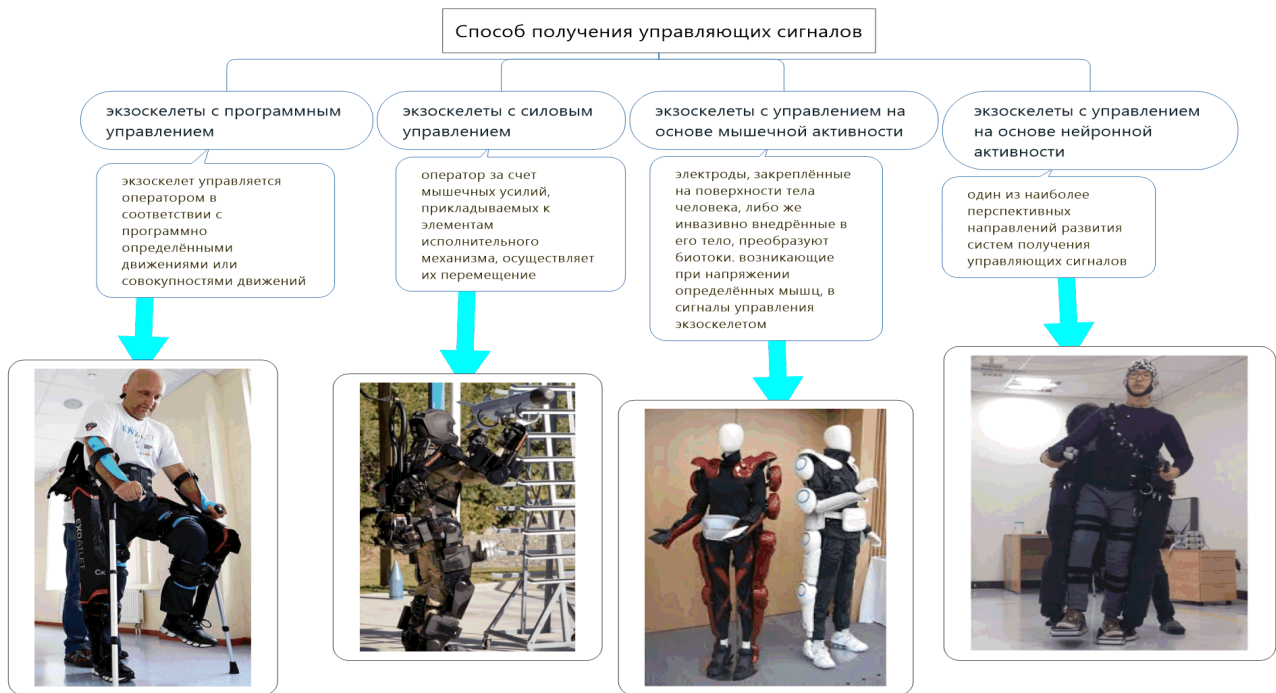 Способ получения управляющих сигналов
экзоскелеты с программным
управлением
экзоскелет управляется
оператором в
соответствии с
программно
определёнными
движениями или
совокупностями движений
экзоскелеты с силовым
управлением
оператор за счет
мышечных усилий,
прикладываемых к
элементам
исполнительного
механизма, осуществляет
их перемещение
экзоскелеты с управлением на
основе мышечной активности
электроды, закреплённые
на поверхности тела
человека, либо же
инвазивно внедрённые в
его тело, преобразуют
биотоки. возникающие
при напряжении
определённых мышц, в
сигналы управления
экзоскелетом
экзоскелеты с управлением
на основе нейронной
активности
один из наиболее
перспективных
направлений развития
систем получения
управляющих сигналов
EXOATLET